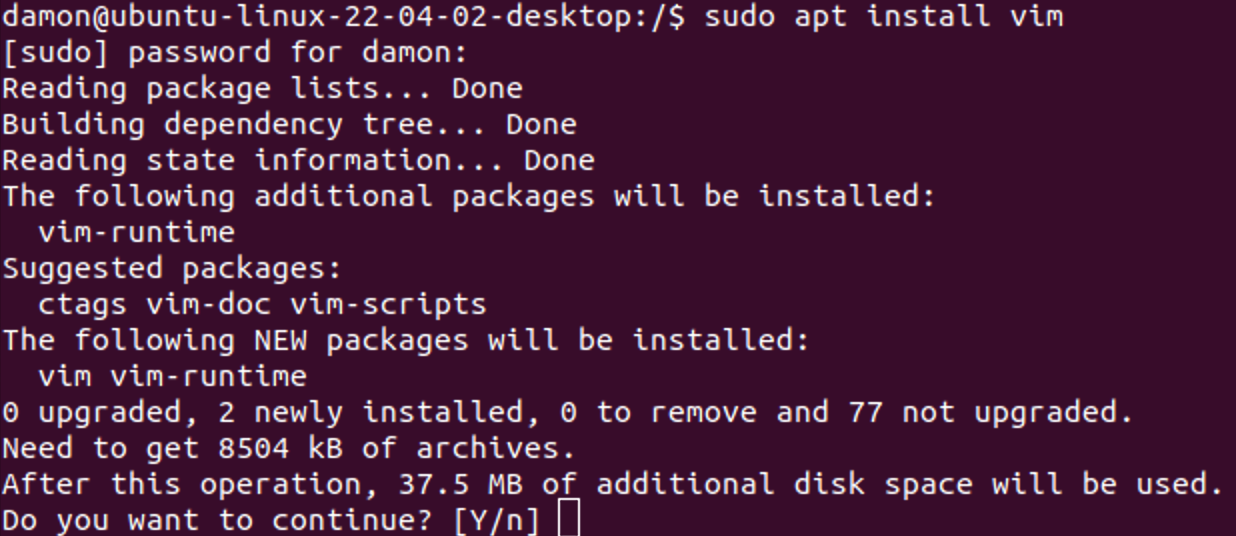 damon@ubuntu-linux-22-04-02-desktop:/$ sudo apt install vim
[sudo] password for damon:
Reading package lists... Done
Building dependency tree... Done
Reading state information... Done
The following additional packages will be installed:
  vim-runtime
Suggested packages:
  ctags vim-doc vim-scripts
The following NEW packages will be installed:
  vim vim-runtime
0 upgraded, 2 newly installed, 0 to remove and 77 not upgraded.
Need to get 8504 kB of archives.
After this operation, 37.5 MB of additional disk space will be used.
Do you want to continue? [Y/n]